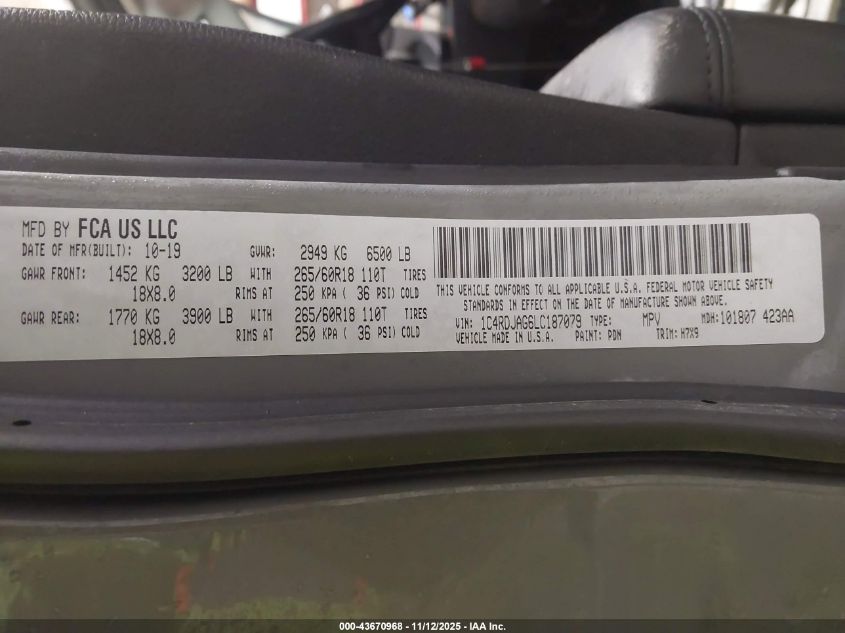 MFD BY FCA US LLC
DATE OF MFR(BUILT): 10-19 GVWR: 2949 KG 6500 LB
GAWR FRONT: 1452 KG 3200 LB WITH 265/60R18 110T TIRES
18X8.0 RIMS AT 250 KPA ( 36 PSI) COLD
GAWR REAR: 1770 KG 3900 LB WITH 265/60R18 110T TIRES
18X8.0 RIMS AT 250 KPA ( 36 PSI) COLD
THIS VEHICLE CONFORMS TO ALL APPLICABLE U.S.A. FEDERAL MOTOR VEHICLE SAFETY
STANDARDS IN EFFECT ON THE DATE OF MANUFACTURE SHOWN ABOVE.
VIN: 1C4RDJAG6LC187079 TYPE: MPV MDH: 101807 423AA
VEHICLE MADE IN U.S.A. PAINT: PDN TRIM: H7X9
000-43670968 - 11/12/2025 - IAA Inc.